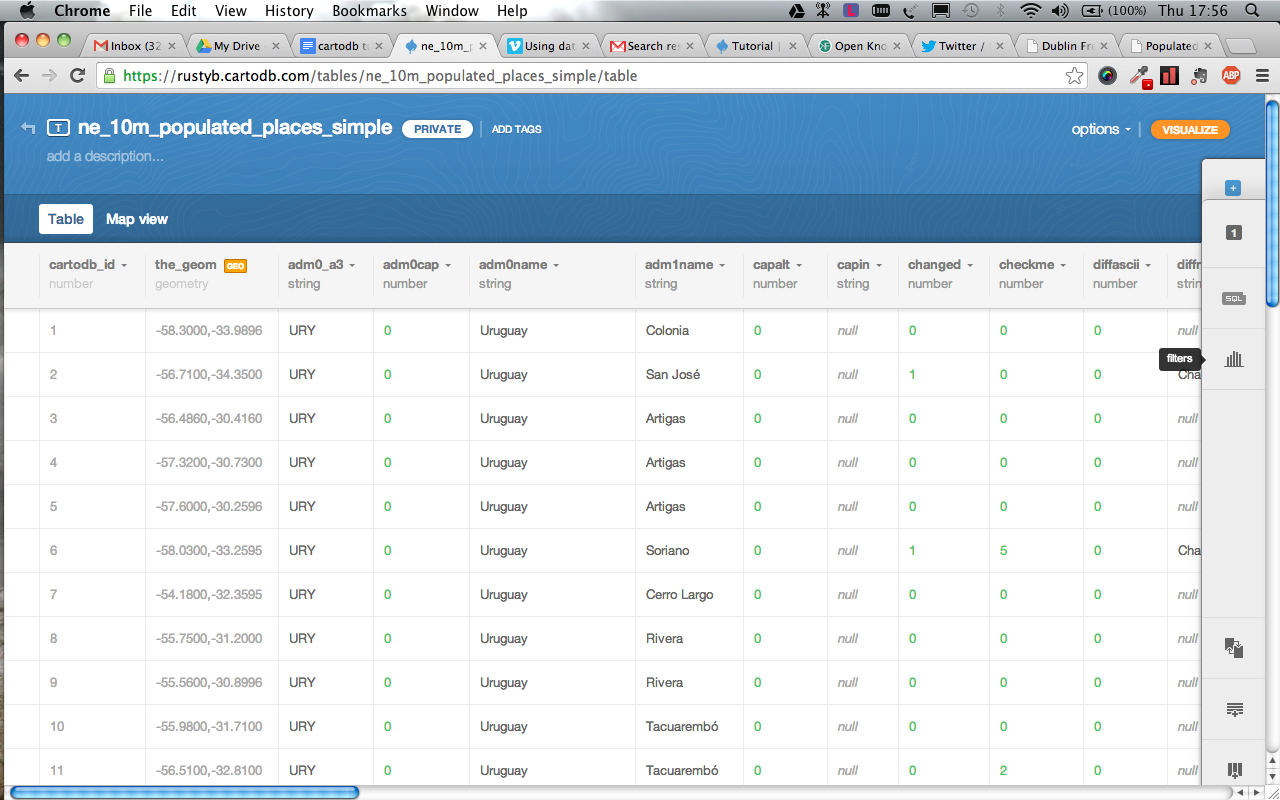 Chrome File Edit View History Bookmarks Window Help (100%) Thu 17:56
Inbox (32 My Drive cartodb tu ne_10m_p Using dat Search res Tutorial Open Kno Twitter / Dublin Fre Populated
https://rustyb.cartodb.com/tables/ne_10m_populated_places_simple/table ABP
T ne_10m_populated_places_simple PRIVATE ADD TAGS options VISUALIZE
add a description...
Table Map view
1
SQL
filters
cartodb_id the_geom GEO adm0_a3 adm0cap adm0name adm1name capalt capin changed checkme diffascii diffn
number geometry string number string string number string number number number strin
1 -58.3000,-33.9896 URY 0 Uruguay Colonia 0 null 0 0 0 null
2 -56.7100,-34.3500 URY 0 Uruguay San José 0 null 1 0 0 Cha
3 -56.4860,-30.4160 URY 0 Uruguay Artigas 0 null 0 0 0 null
4 -57.3200,-30.7300 URY 0 Uruguay Artigas 0 null 0 0 0 null
5 -57.6000,-30.2596 URY 0 Uruguay Artigas 0 null 0 0 0 null
6 -58.0300,-33.2595 URY 0 Uruguay Soriano 0 null 1 5 0 Cha
7 -54.1800,-32.3595 URY 0 Uruguay Cerro Largo 0 null 0 0 0 null
8 -55.7500,-31.2000 URY 0 Uruguay Rivera 0 null 0 0 0 null
9 -55.5600,-30.8996 URY 0 Uruguay Rivera 0 null 0 0 0 null
10 -55.9800,-31.7100 URY 0 Uruguay Tacuarembó 0 null 0 0 0 null
11 -56.5100,-32.8100 URY 0 Uruguay Tacuarembó 0 null 0 2 0 null